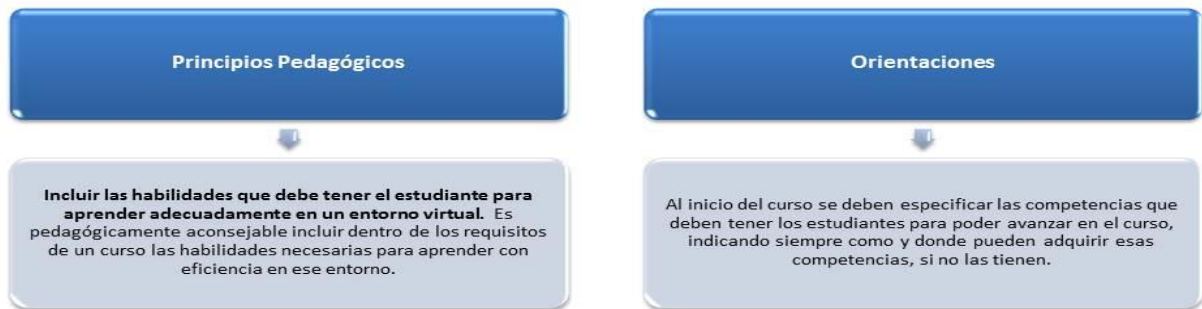 Principios Pedagógicos
Incluir las habilidades que debe tener el estudiante para
aprender adecuadamente en un entorno virtual. Es
pedagógicamente aconsejable incluir dentro de los requisitos
de un curso las habilidades necesarias para aprender con
eficiencia en ese entorno.
Orientaciones
Al inicio del curso se deben especificar las competencias que
deben tener los estudiantes para poder avanzar en el curso,
indicando siempre como y donde pueden adquirir esas
competencias, si no las tienen.